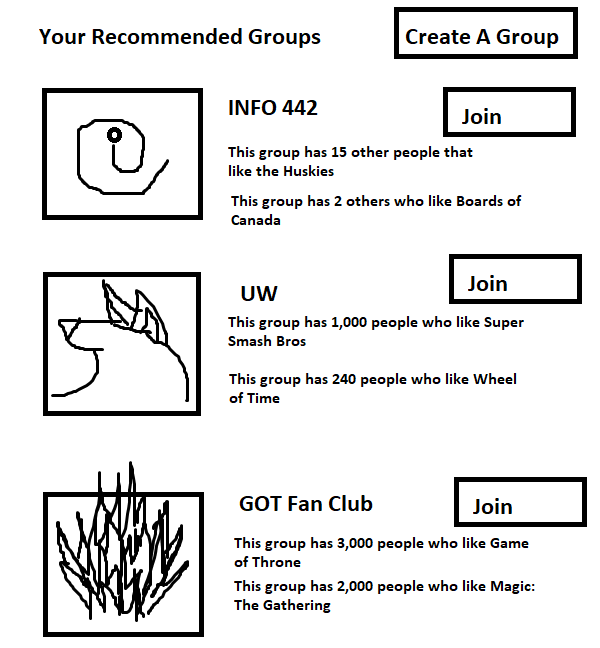 Your Recommended Groups
Create A Group
INFO 442
Join
This group has 15 other people that
like the Huskies
This group has 2 others who like Boards of
Canada
UW
Join
This group has 1,000 people who like Super
Smash Bros
This group has 240 people who like Wheel
of Time
GOT Fan Club
Join
This group has 3,000 people who like Game
of Throne
This group has 2,000 people who like Magic:
The Gathering